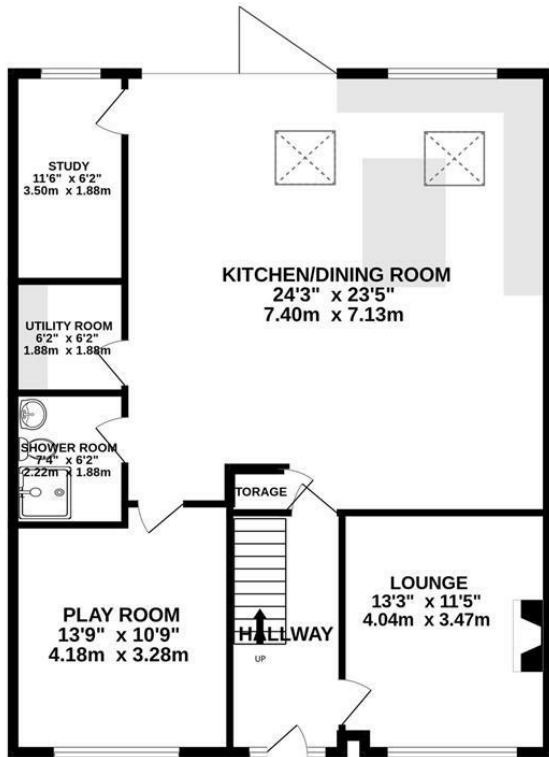 STUDY
11'6" x 6'2"
3.50m x 1.88m
KITCHEN/DINING ROOM
24'3" x 23'5"
7.40m x 7.13m
UTILITY ROOM
6'2" x 6'2"
1.88m x 1.88m
SHOWER ROOM
7'4" x 6'2"
2.22m x 1.88m
TORAGE
PLAY ROOM
13'9" x 10'9"
4.18m x 3.28m
HALLWAY
UP
LOUNGE
13'3" x 11'5"
4.04m x 3.47m